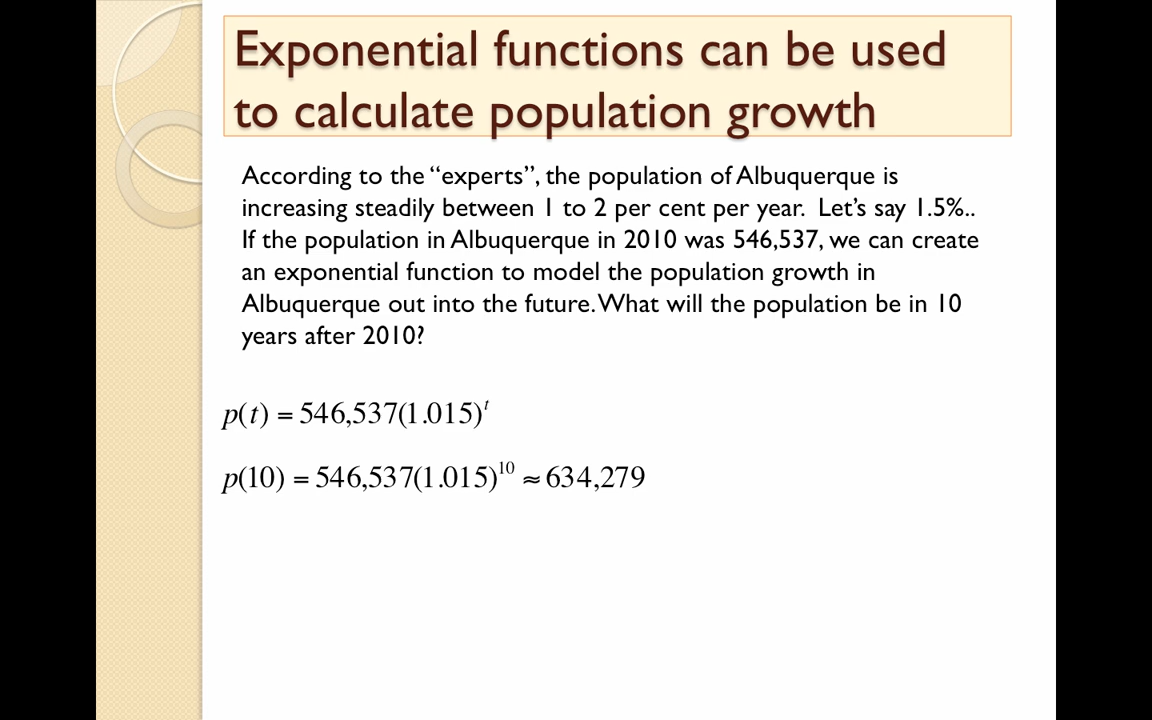 Exponential functions can be used
to calculate population growth
According to the “experts”, the population of Albuquerque is
increasing steadily between 1 to 2 per cent per year. Let’s say 1.5%..
If the population in Albuquerque in 2010 was 546,537, we can create
an exponential function to model the population growth in
Albuquerque out into the future. What will the population be in 10
years after 2010?
p(t) = 546,537(1.015)^t
p(10) = 546,537(1.015)^10 ≈ 634,279